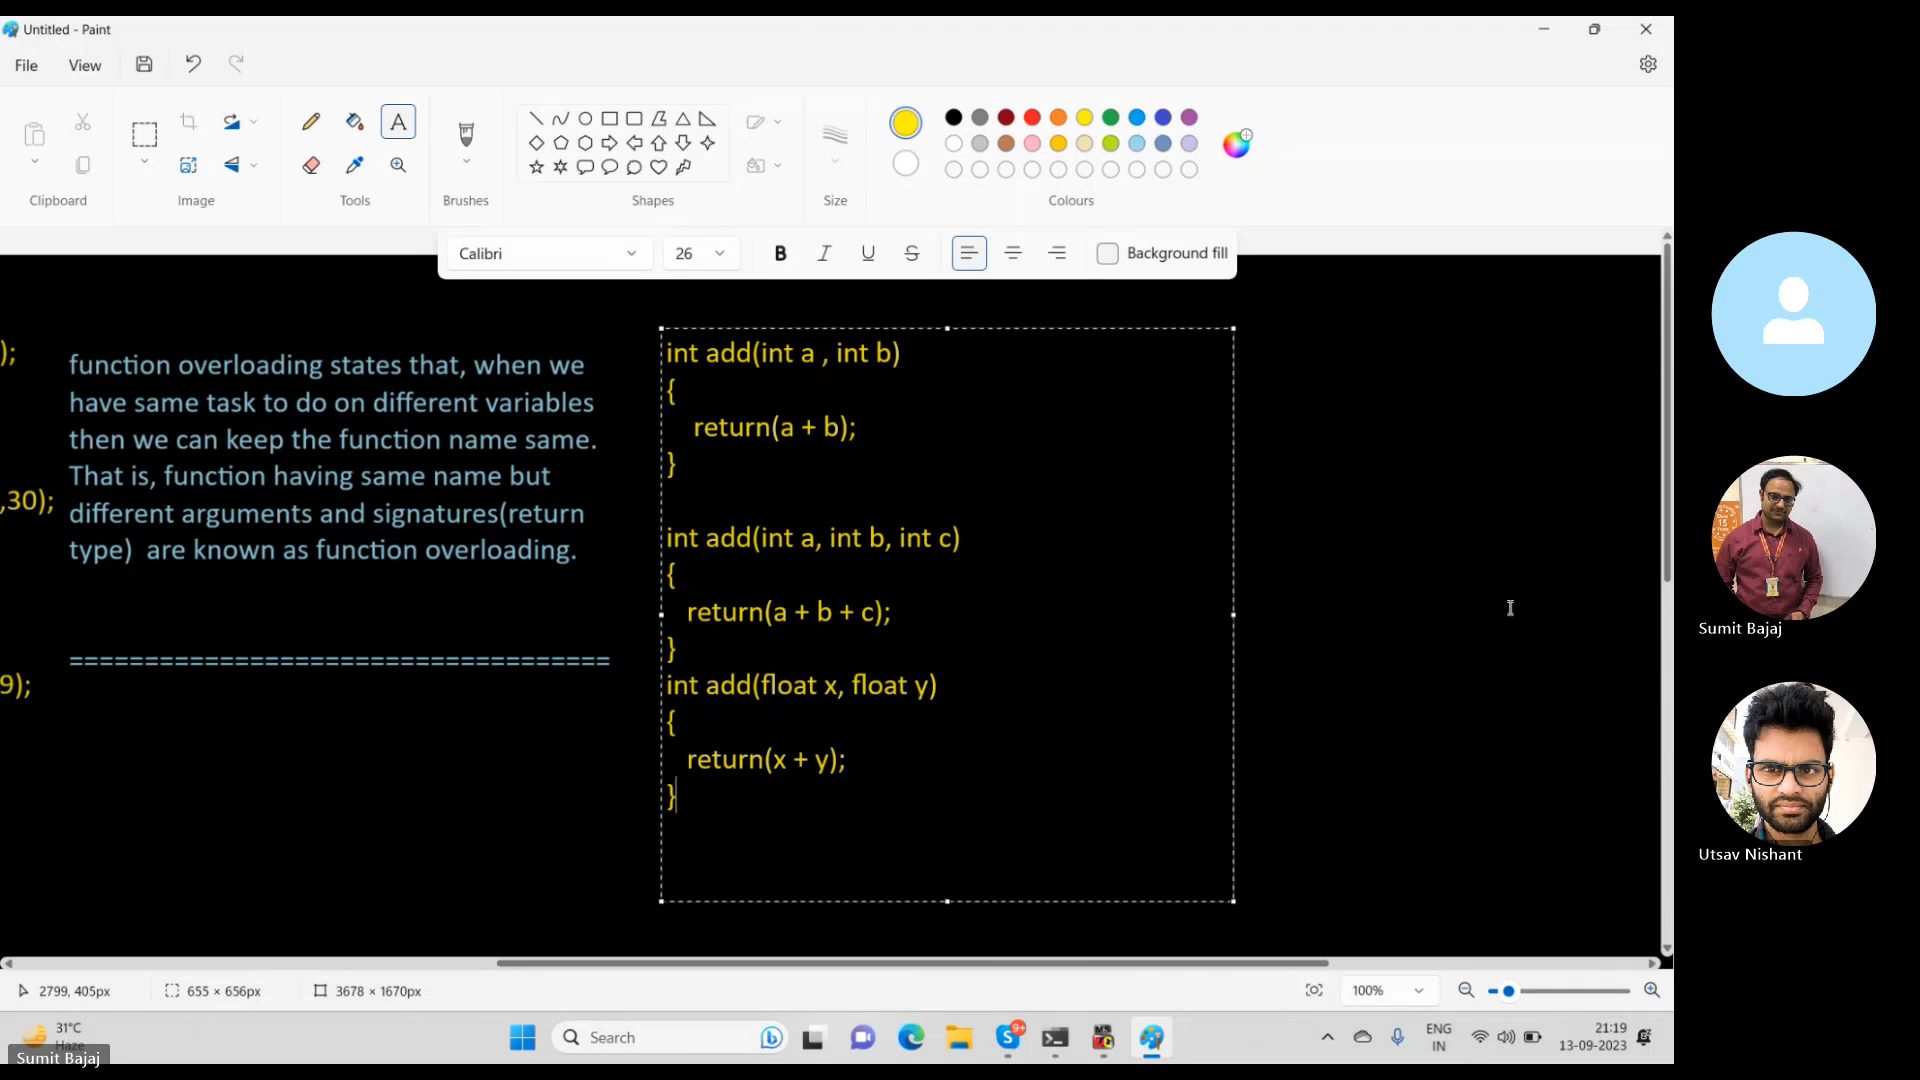 Untitled - Paint
File View
Clipboard Image Tools Brushes Shapes Size Colours
Calibri 26 B I U S Background fill
);
,30);
9);
function overloading states that, when we
have same task to do on different variables
then we can keep the function name same.
That is, function having same name but
different arguments and signatures(return
type)  are known as function overloading.
====================================
int add(int a , int b)
{
return(a + b);
}
int add(int a, int b, int c)
{
return(a + b + c);
}
int add(float x, float y)
{
return(x + y);
}
Sumit Bajaj
Utsav Nishant
2799, 405px 655 × 656px 3678 × 1670px 100%
31°C
Haze
Search
9+
ENG
IN
21:19
13-09-2023
Sumit Bajaj